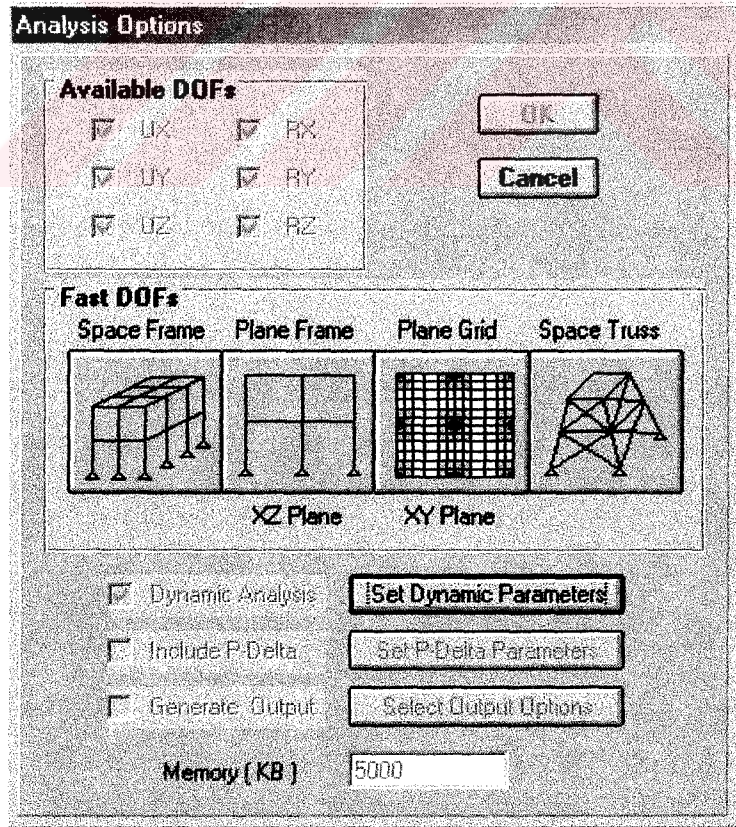 Analysis Options
Available DOFs
UX RX
UY RY
UZ RZ
OK
Cancel
Fast DOFs
Space Frame Plane Frame Plane Grid Space Truss
XZ Plane XY Plane
Dynamic Analysis Set Dynamic Parameters
Include P-Delta Set P-Delta Parameters
Generate Output Select Output Options
Memory ( KB ) 5000